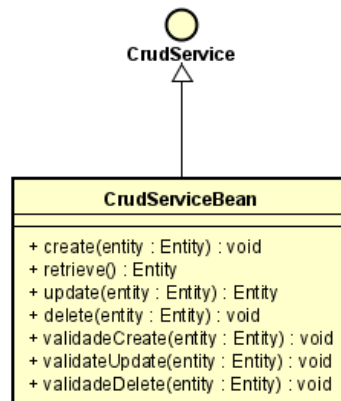 CrudService
CrudServiceBean
+ create(entity : Entity) : void
+ retrieve() : Entity
+ update(entity : Entity) : Entity
+ delete(entity : Entity) : void
+ validadeCreate(entity : Entity) : void
+ validateUpdate(entity : Entity) : void
+ validadeDelete(entity : Entity) : void